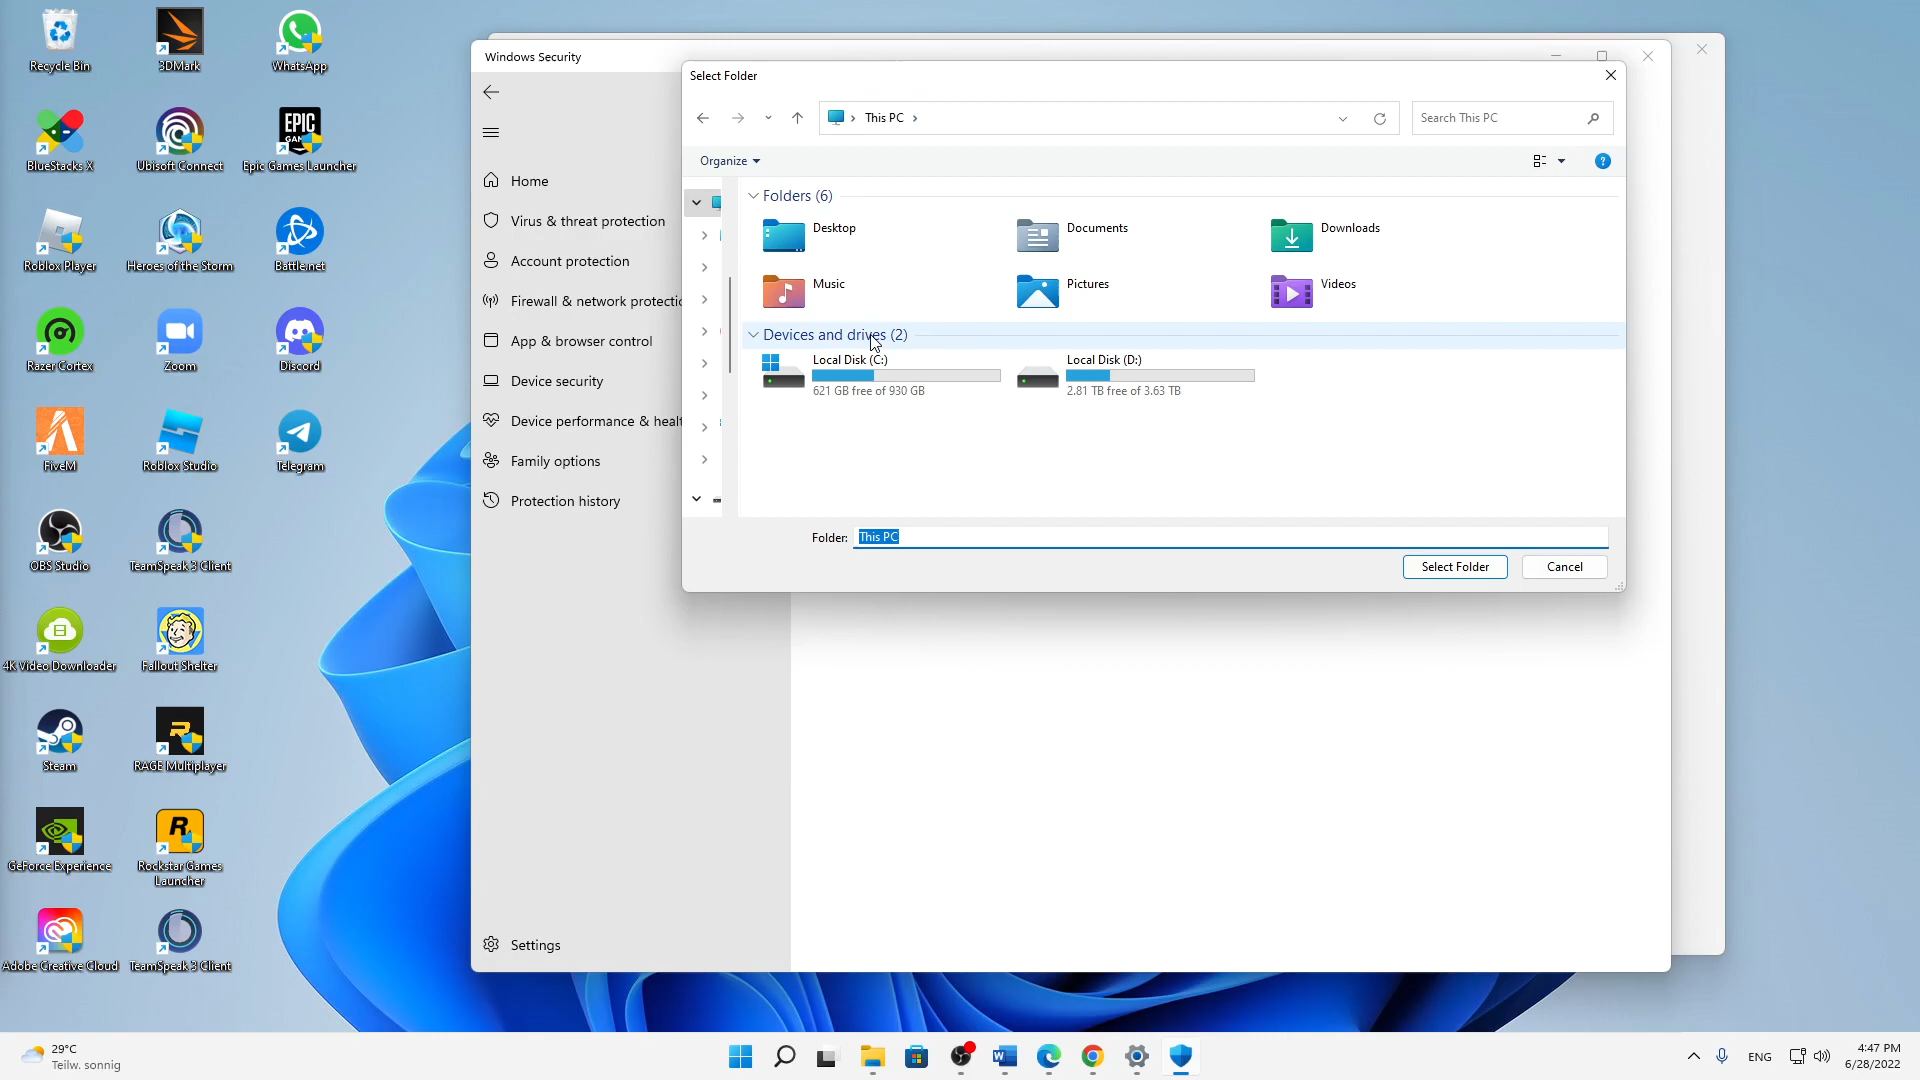 Recycle Bin
3DMark
WhatsApp
BlueStacks X
Ubisoft Connect
EPIC
Epic Games Launcher
Roblox Player
Heroes of the Storm
Battle.net
Razer Cortex
Zoom
Discord
FiveM
Roblox Studio
Telegram
OBS Studio
TeamSpeak 3 Client
4K Video Downloader
Fallout Shelter
Steam
RAGE Multiplayer
GeForce Experience
Rockstar Games
Launcher
Adobe Creative Cloud
TeamSpeak 3 Client
Windows Security
Home
Virus & threat protection
Account protection
Firewall & network protectio
App & browser control
Device security
Device performance & healt
Family options
Protection history
Settings
Select Folder
This PC
Search This PC
Organize
Folders (6)
Desktop
Documents
Downloads
Music
Pictures
Videos
Devices and drives (2)
Local Disk (C:)
621 GB free of 930 GB
Local Disk (D:)
2.81 TB free of 3.63 TB
Folder: This PC
Select Folder
Cancel
29°C
Teilw. sonnig
ENG
4:47 PM
6/28/2022